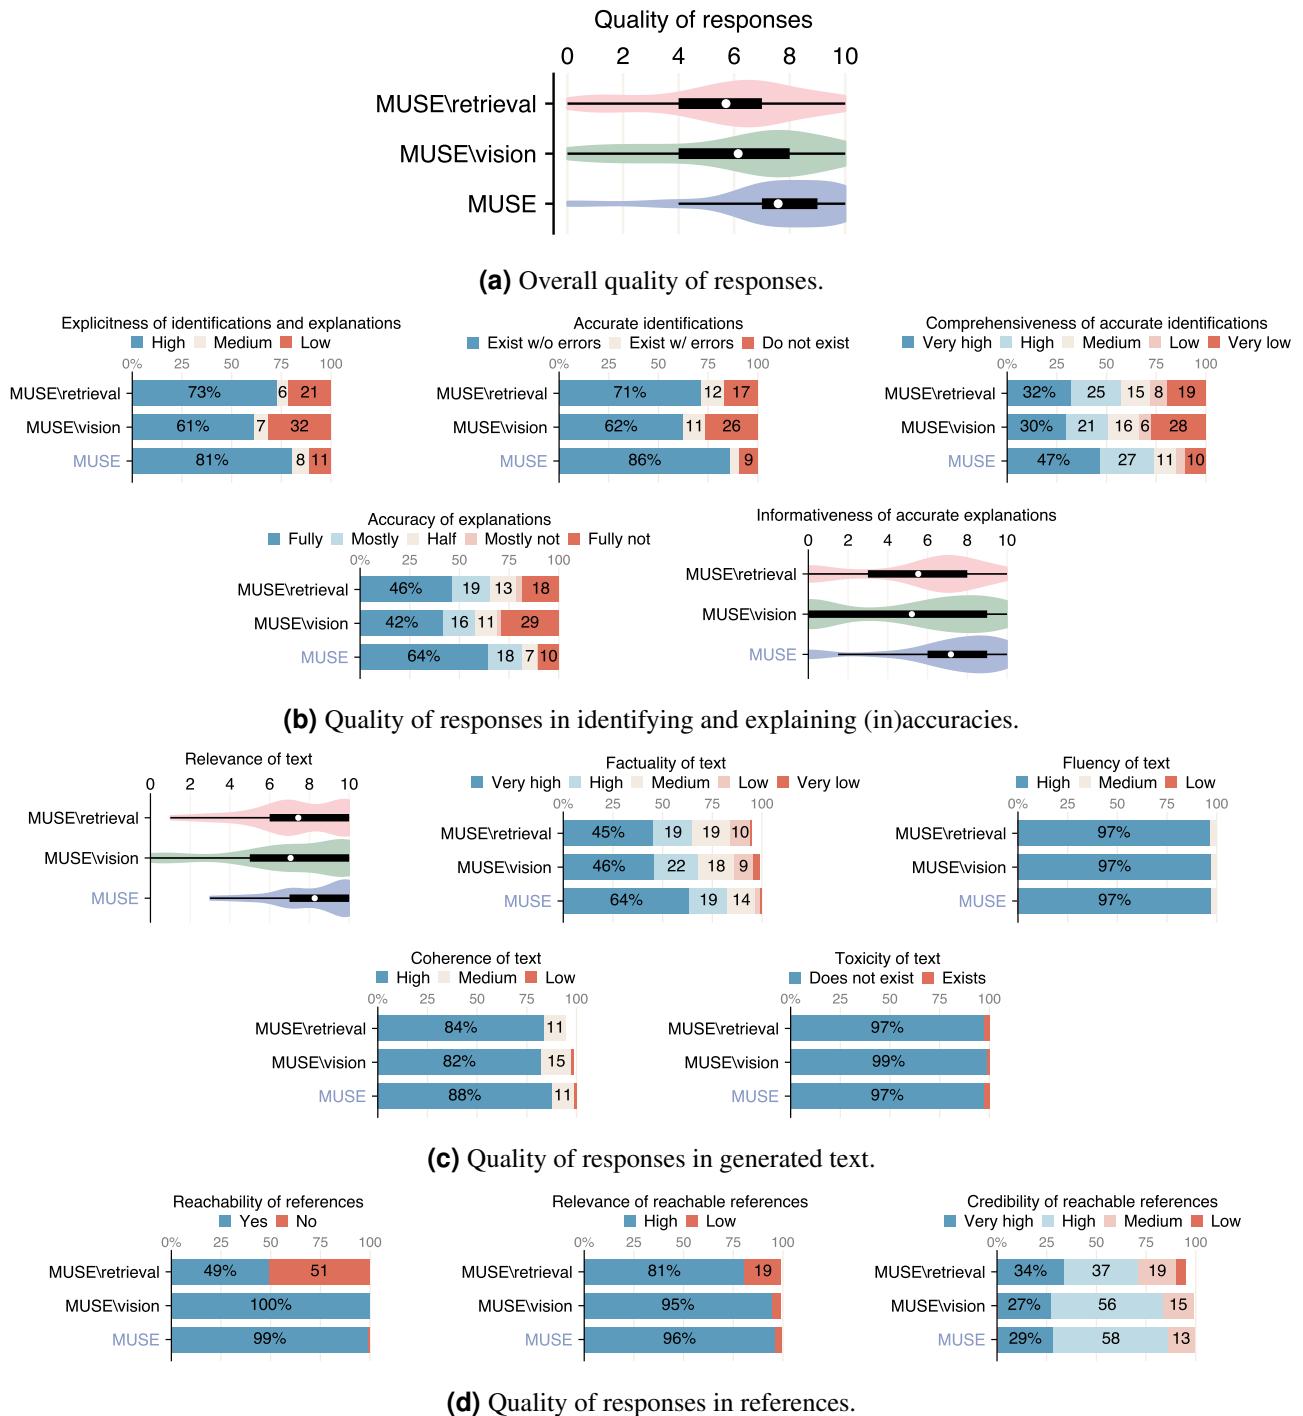 Quality of responses
0 2 4 6 8 10
MUSE\retrieval
MUSE\vision
MUSE
(a) Overall quality of responses.
Explicitness of identifications and explanations
High Medium Low
0% 25 50 75 100
MUSE\retrieval 73% 6 21
MUSE\vision 61% 7 32
MUSE 81% 8 11
Accurate identifications
Exist w/o errors Exist w/ errors Do not exist
0% 25 50 75 100
MUSE\retrieval 71% 12 17
MUSE\vision 62% 11 26
MUSE 86% 9
Comprehensiveness of accurate identifications
Very high High Medium Low Very low
0% 25 50 75 100
MUSE\retrieval 32% 25 15 8 19
MUSE\vision 30% 21 16 6 28
MUSE 47% 27 11 10
Accuracy of explanations
Fully Mostly Half Mostly not Fully not
0% 25 50 75 100
MUSE\retrieval 46% 19 13 18
MUSE\vision 42% 16 11 29
MUSE 64% 18 7 10
Informativeness of accurate explanations
0 2 4 6 8 10
MUSE\retrieval
MUSE\vision
MUSE
(b) Quality of responses in identifying and explaining (in)accuracies.
Relevance of text
0 2 4 6 8 10
MUSE\retrieval
MUSE\vision
MUSE
Factuality of text
Very high High Medium Low Very low
0% 25 50 75 100
MUSE\retrieval 45% 19 19 10
MUSE\vision 46% 22 18 9
MUSE 64% 19 14
Fluency of text
High Medium Low
0% 25 50 75 100
MUSE\retrieval 97%
MUSE\vision 97%
MUSE 97%
Coherence of text
High Medium Low
0% 25 50 75 100
MUSE\retrieval 84% 11
MUSE\vision 82% 15
MUSE 88% 11
Toxicity of text
Does not exist Exists
0% 25 50 75 100
MUSE\retrieval 97%
MUSE\vision 99%
MUSE 97%
(c) Quality of responses in generated text.
Reachability of references
Yes No
0% 25 50 75 100
MUSE\retrieval 49% 51
MUSE\vision 100%
MUSE 99%
Relevance of reachable references
High Low
0% 25 50 75 100
MUSE\retrieval 81% 19
MUSE\vision 95%
MUSE 96%
Credibility of reachable references
Very high High Medium Low
0% 25 50 75 100
MUSE\retrieval 34% 37 19
MUSE\vision 27% 56 15
MUSE 29% 58 13
(d) Quality of responses in references.